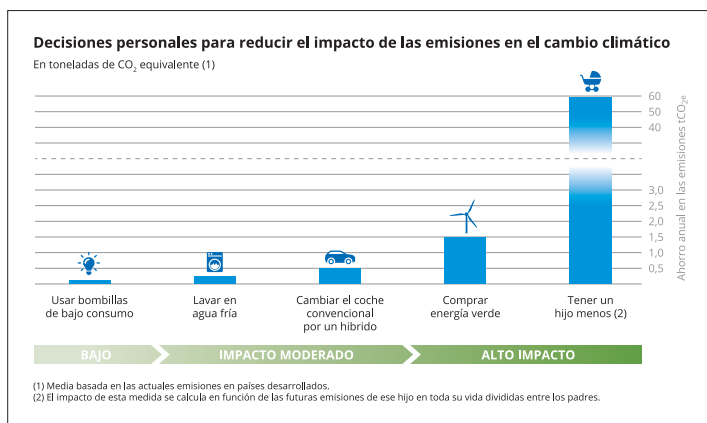 Decisiones personales para reducir el impacto de las emisiones en el cambio climático
En toneladas de CO₂ equivalente (1)
60
50
40
3,0
2,5
2,0
1,5
1,0
0,5
Ahorro anual en las emisiones tCO₂ₑ
Usar bombillas
de bajo consumo
Lavar en
agua fría
Cambiar el coche
convencional
por un hibrido
Comprar
energía verde
Tener un
hijo menos (2)
BAJO
IMPACTO MODERADO
ALTO IMPACTO
(1) Media basada en las actuales emisiones en países desarrollados.
(2) El impacto de esta medida se calcula en función de las futuras emisiones de ese hijo en toda su vida divididas entre los padres.